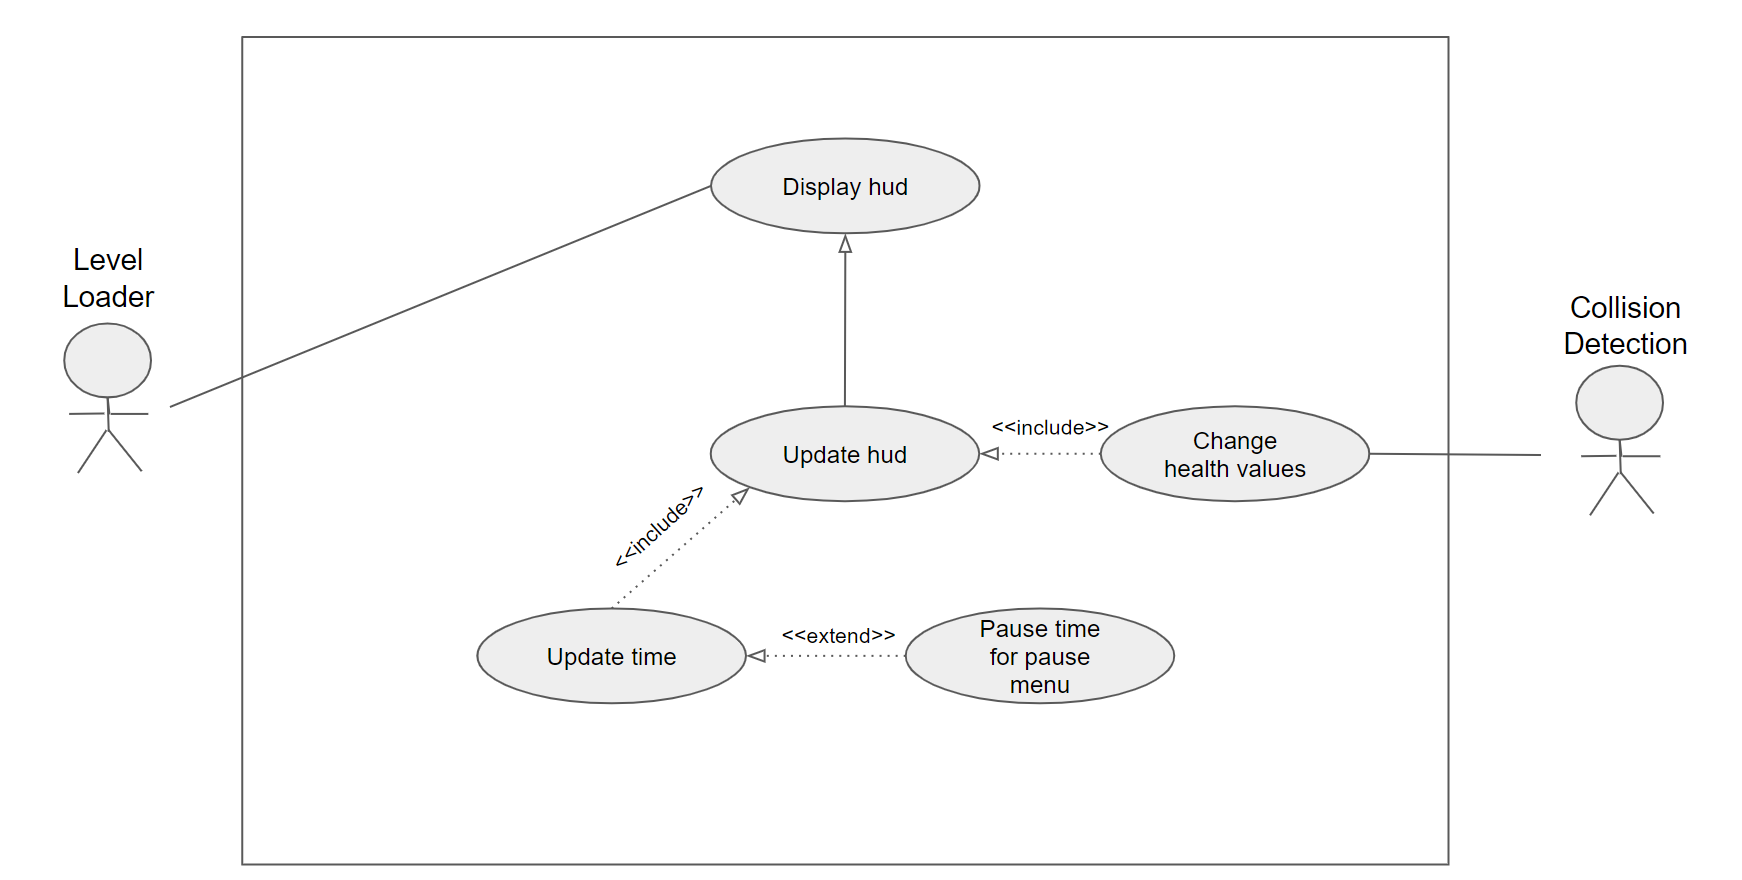 Display hud
Level
Loader
Collision
Detection
Update hud
<<include>>
Change
health values
<<include>>
Update time
<<extend>>
Pause time
for pause
menu